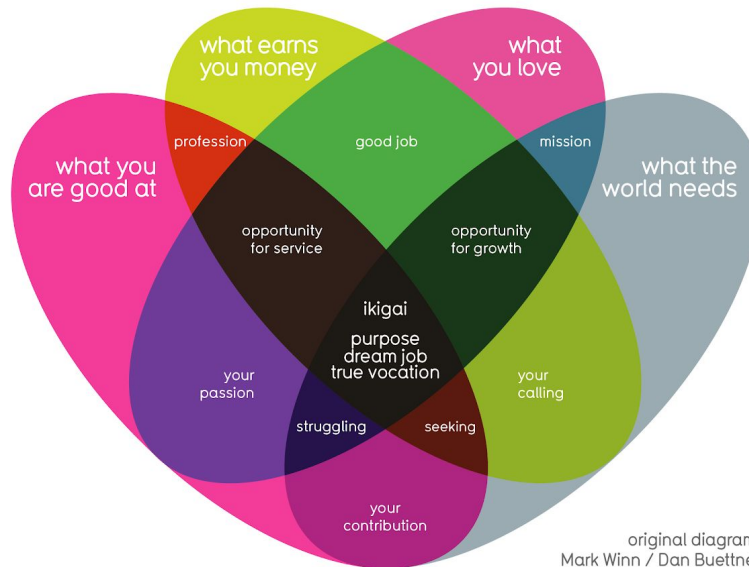 what earns
you money
what
you love
what you
are good at
what the
world needs
profession
good job
mission
opportunity
for service
opportunity
for growth
ikigai
purpose
dream job
true vocation
your
passion
your
calling
struggling
seeking
your
contribution
original diagram
Mark Winn / Dan Buettne